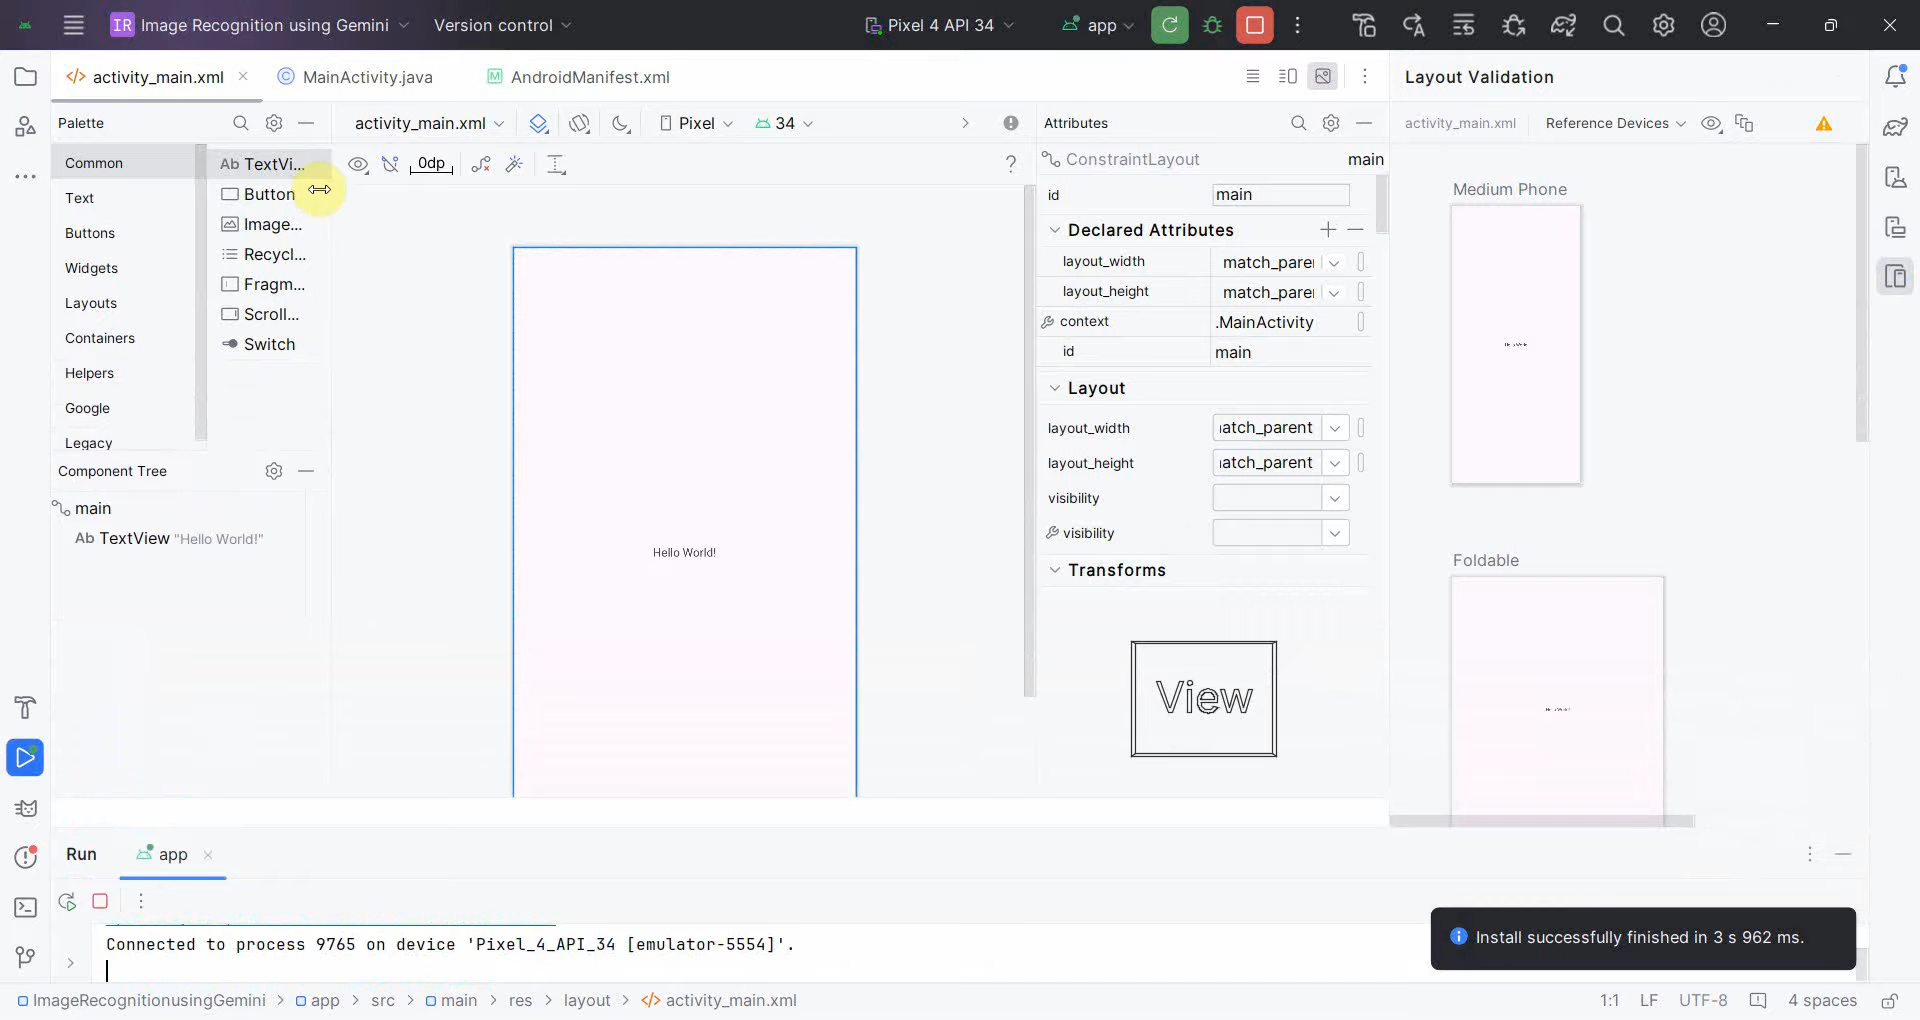 IR Image Recognition using Gemini Version control Pixel 4 API 34 app
activity_main.xml MainActivity.java AndroidManifest.xml Layout Validation
Palette activity_main.xml Pixel 34 Attributes activity_main.xml Reference Devices
Common
Text
Buttons
Widgets
Layouts
Containers
Helpers
Google
Legacy
Ab TextVi...
Button
Image...
Recycl...
Fragm...
Scroll...
Switch
0dp ?
Component Tree
main
Ab TextView "Hello World!"
Hello World!
ConstraintLayout main
id main
Declared Attributes
layout_width match_parei
layout_height match_parei
context .MainActivity
id main
Layout
layout_width atch_parent
layout_height atch_parent
visibility
visibility
Transforms
View
Medium Phone
Foldable
Run app
Connected to process 9765 on device 'Pixel_4_API_34 [emulator-5554]'.
Install successfully finished in 3 s 962 ms.
ImageRecognitionusingGemini > app > src > main > res > layout > activity_main.xml 1:1 LF UTF-8 4 spaces